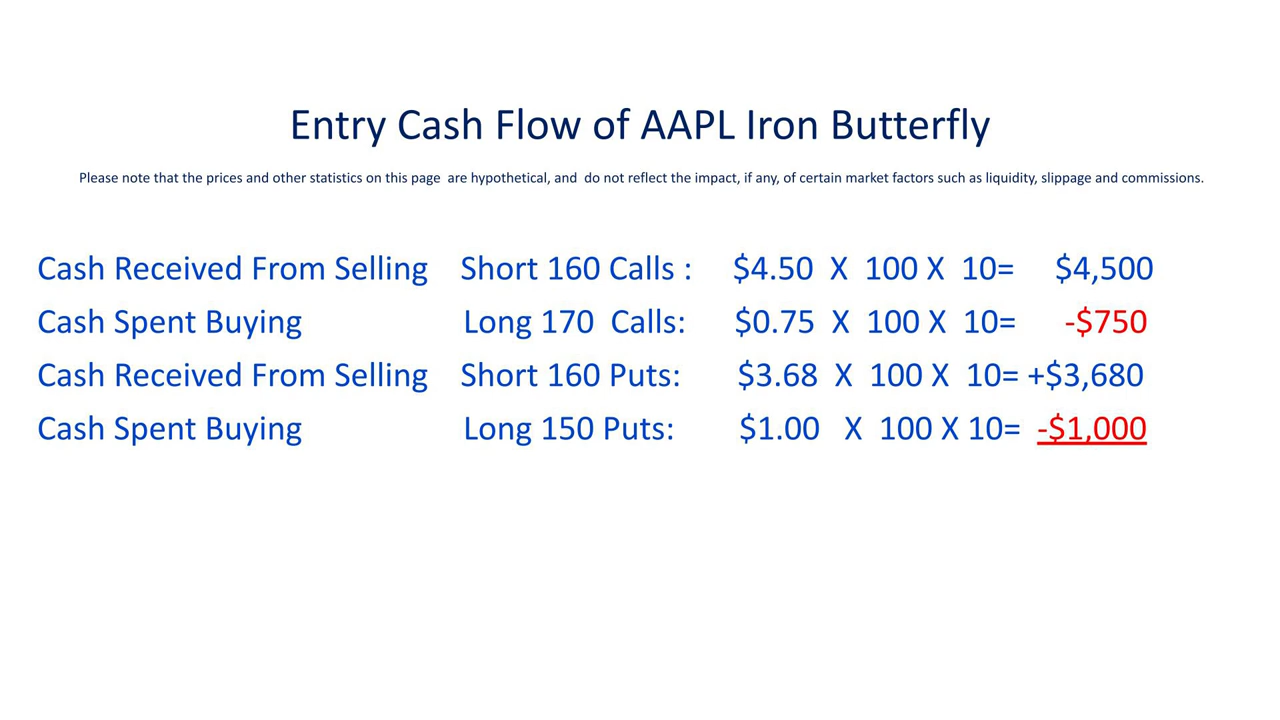 Entry Cash Flow of AAPL Iron Butterfly
Please note that the prices and other statistics on this page are hypothetical, and do not reflect the impact, if any, of certain market factors such as liquidity, slippage and commissions.
Cash Received From Selling Short 160 Calls : $4.50 X 100 X 10= $4,500
Cash Spent Buying Long 170 Calls: $0.75 X 100 X 10= -$750
Cash Received From Selling Short 160 Puts: $3.68 X 100 X 10= +$3,680
Cash Spent Buying Long 150 Puts: $1.00 X 100 X 10= -$1,000